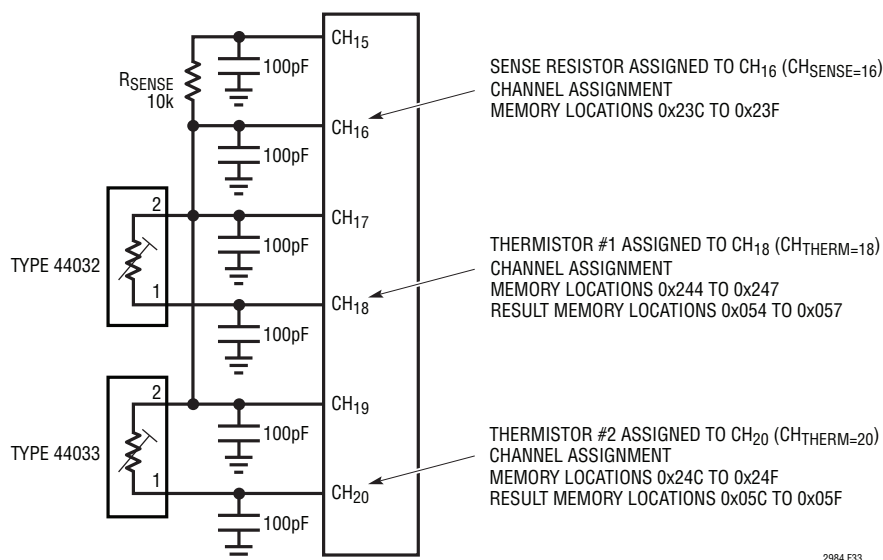 CH15
100pF
RSENSE
10k
CH16
100pF
2
CH17
100pF
TYPE 44032
1
CH18
100pF
2
CH19
100pF
TYPE 44033
1
CH20
100pF
SENSE RESISTOR ASSIGNED TO CH16 (CHSENSE=16)
CHANNEL ASSIGNMENT
MEMORY LOCATIONS 0x23C TO 0x23F
THERMISTOR #1 ASSIGNED TO CH18 (CHTHERM=18)
CHANNEL ASSIGNMENT
MEMORY LOCATIONS 0x244 TO 0x247
RESULT MEMORY LOCATIONS 0x054 TO 0x057
THERMISTOR #2 ASSIGNED TO CH20 (CHTHERM=20)
CHANNEL ASSIGNMENT
MEMORY LOCATIONS 0x24C TO 0x24F
RESULT MEMORY LOCATIONS 0x05C TO 0x05F
2984 F33